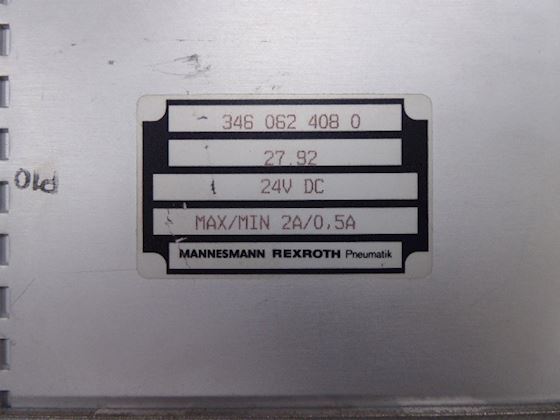 346 062 408 0
27.92
24V DC
MAX/MIN 2A/0,5A
MANNESMANN REXROTH Pneumatik
Old